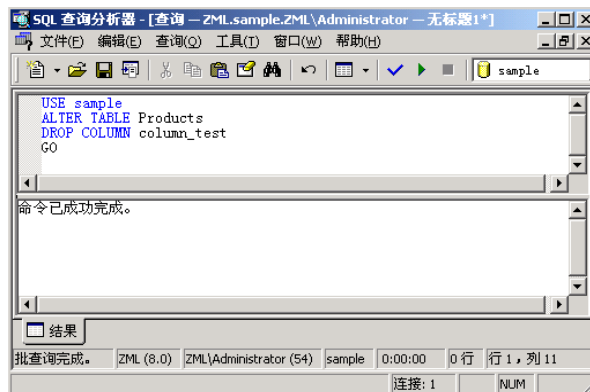 SQL 查询分析器 - [查询 — ZML.sample.ZML\Administrator — 无标题1*]
文件(F) 编辑(E) 查询(Q) 工具(T) 窗口(W) 帮助(H)
sample
USE sample
ALTER TABLE Products
DROP COLUMN column_test
GO
命令已成功完成。
结果
批查询完成。 ZML (8.0) ZML\Administrator (54) sample 0:00:00 0 行 行 1，列 11
连接: 1 NUM